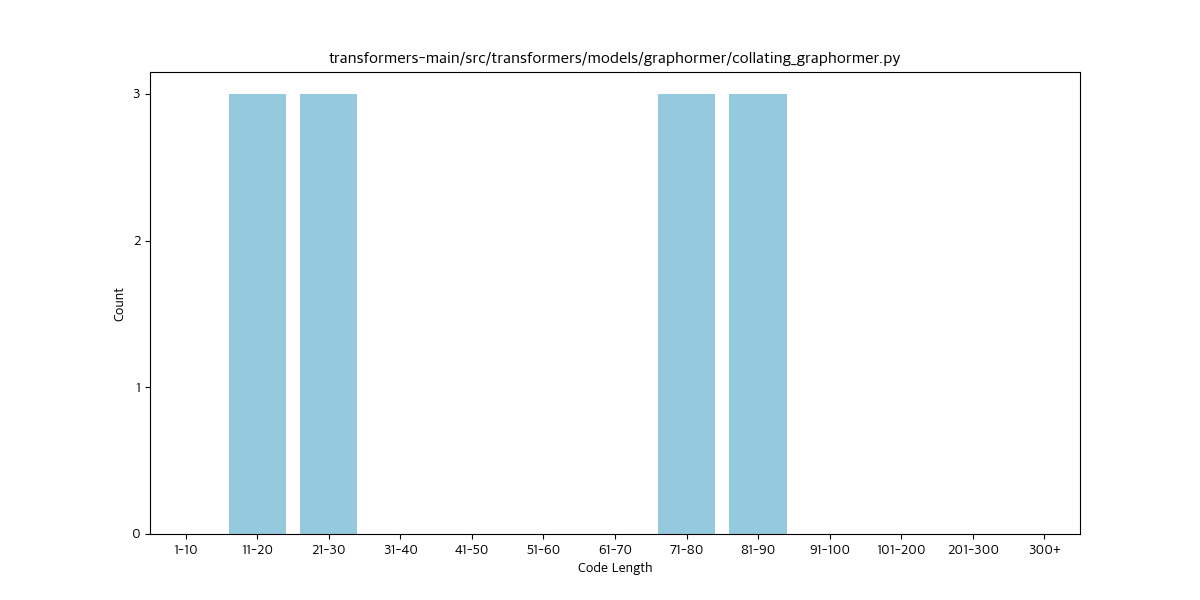 transformers-main/src/transformers/models/graphormer/collating_graphormer.py
Count
3
2
1
0
1-10 11-20 21-30 31-40 41-50 51-60 61-70 71-80 81-90 91-100 101-200 201-300 300+
Code Length